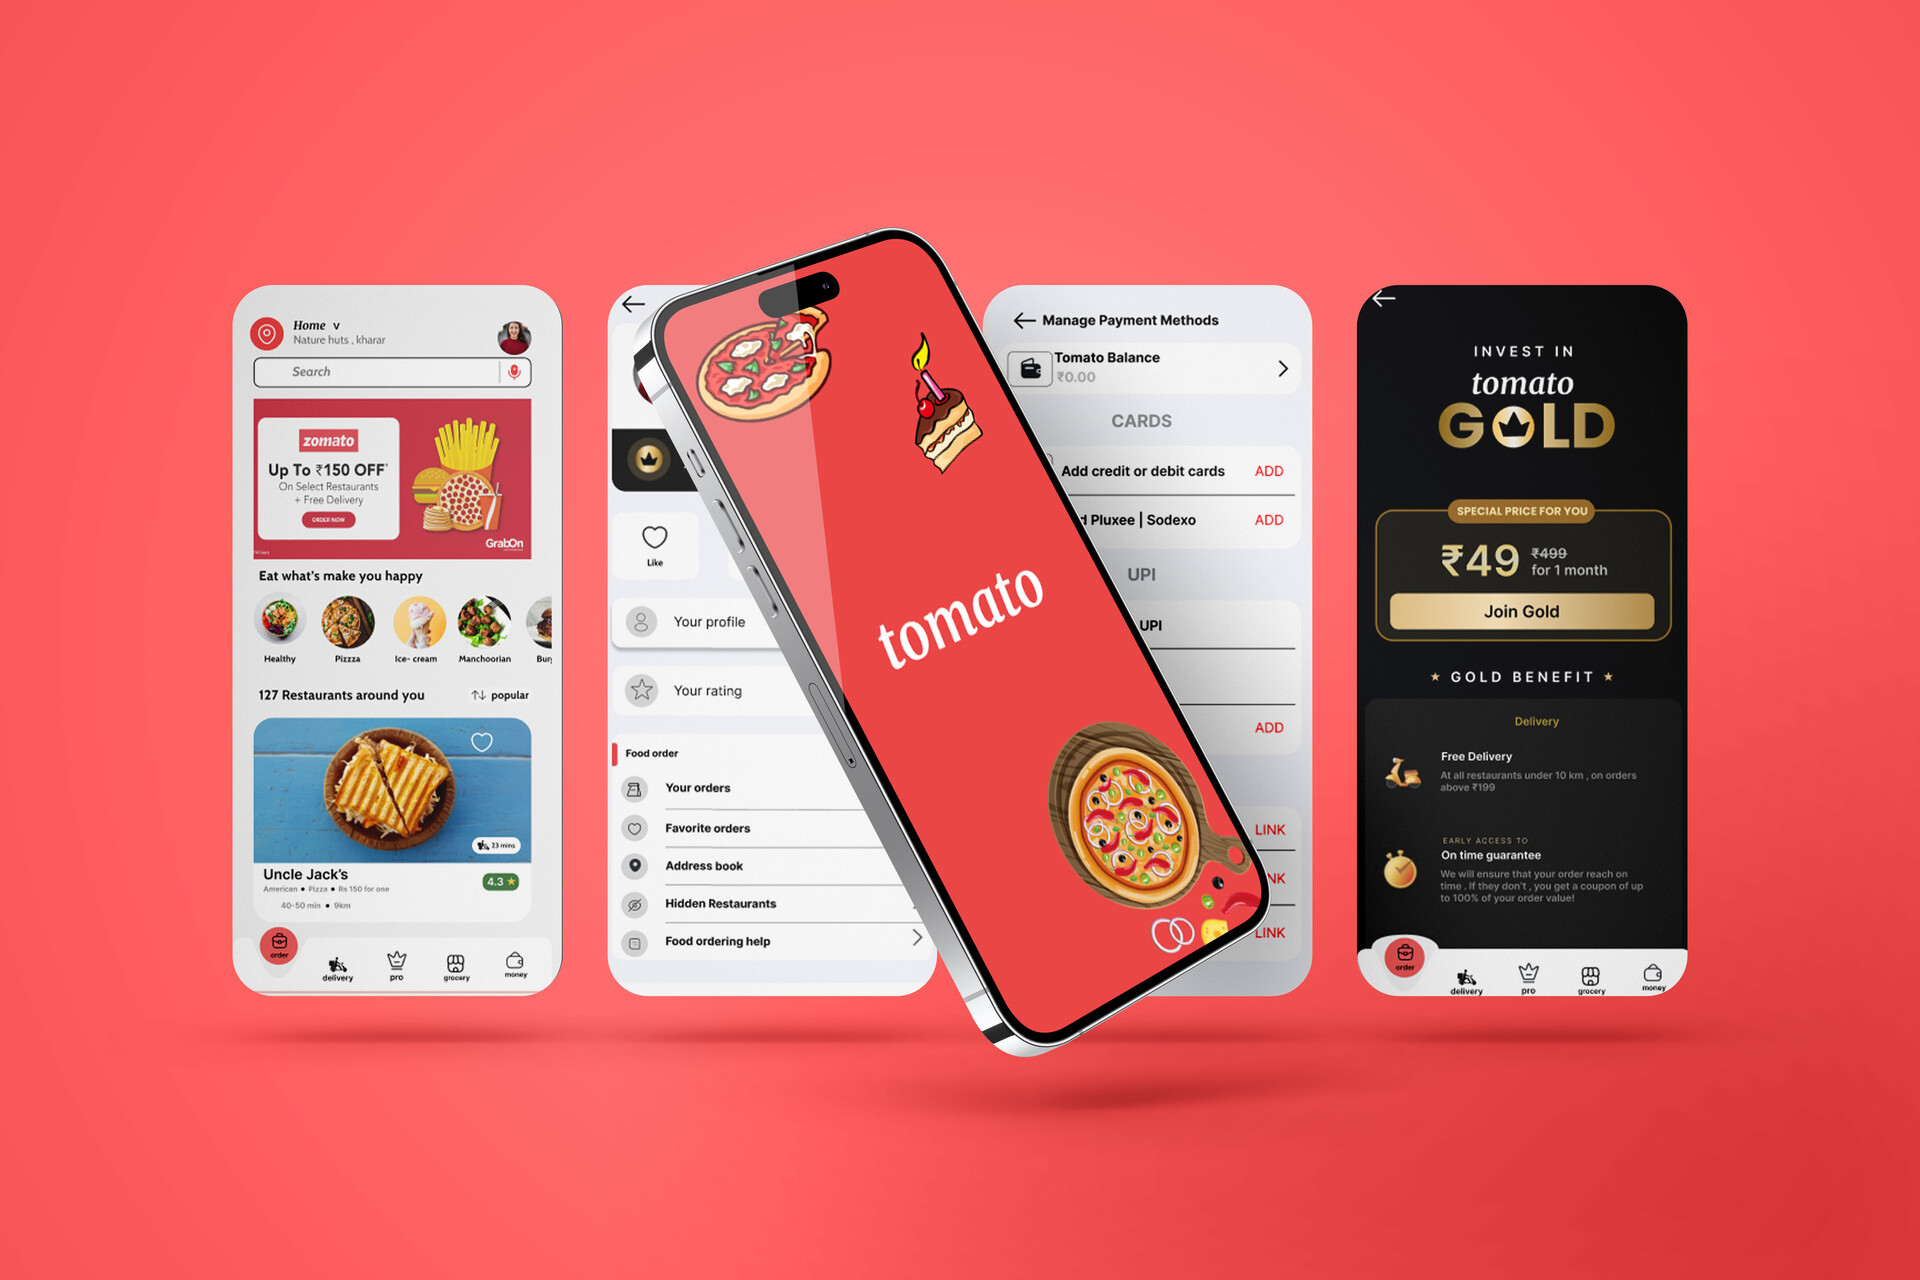 Home v
Nature huts , kharar
Search
zomato
Up To ₹150 OFF*
On Select Restaurants
+ Free Delivery
ORDER NOW
GrabOn
Eat what's make you happy
Healthy
Pizzza
Ice- cream
Manchoorian
Bur
127 Restaurants around you
popular
23 mins
Uncle Jack's
4.3 ★
American • Pizza • Rs 150 for one
40-50 min • 9km
order
delivery
pro
grocery
money
Like
Your profile
Your rating
Food order
Your orders
Favorite orders
Address book
Hidden Restaurants
Food ordering help
tomato
Manage Payment Methods
Tomato Balance
₹0.00
CARDS
Add credit or debit cards ADD
d Pluxee | Sodexo ADD
UPI
UPI
ADD
LINK
NK
LINK
INVEST IN
tomato
GOLD
SPECIAL PRICE FOR YOU
₹49 ₹499
for 1 month
Join Gold
★ GOLD BENEFIT ★
Delivery
Free Delivery
At all restaurants under 10 km , on orders
above ₹199
EARLY ACCESS TO
On time guarantee
We will ensure that your order reach on
time . If they don't , you get a coupon of up
to 100% of your order value!
order
delivery
pro
grocery
money